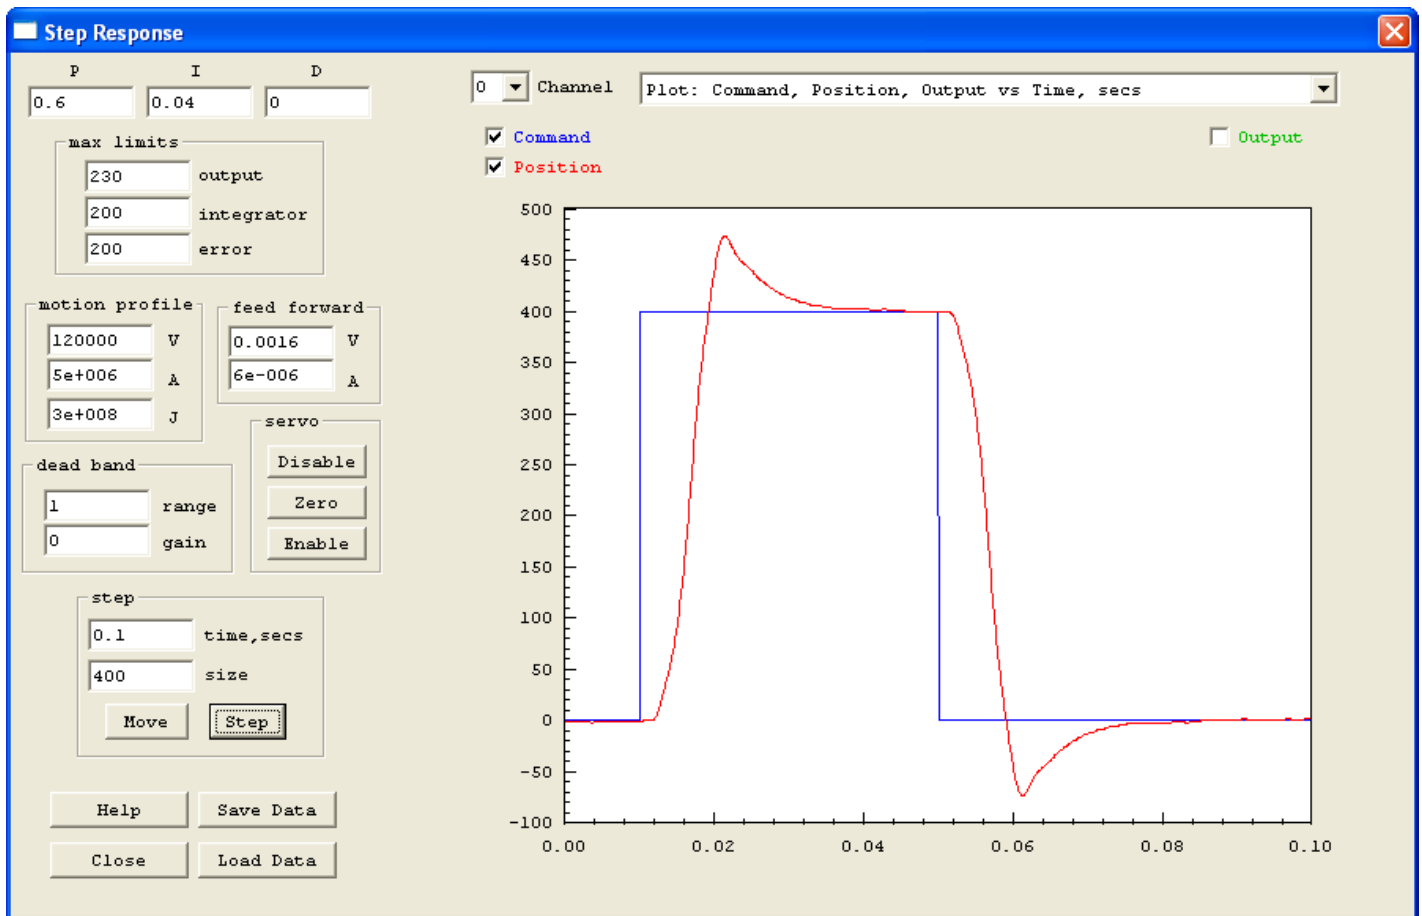 Step Response
P I D
0.6 0.04 0
max limits
230 output
200 integrator
200 error
motion profile
120000 V
5e+006 A
3e+008 J
feed forward
0.0016 V
6e-006 A
servo
Disable
Zero
Enable
dead band
1 range
0 gain
step
0.1 time,secs
400 size
Move Step
Help Save Data
Close Load Data
0 Channel Plot: Command, Position, Output vs Time, secs
Command Output
Position
500
450
400
350
300
250
200
150
100
50
0
-50
-100
0.00 0.02 0.04 0.06 0.08 0.10